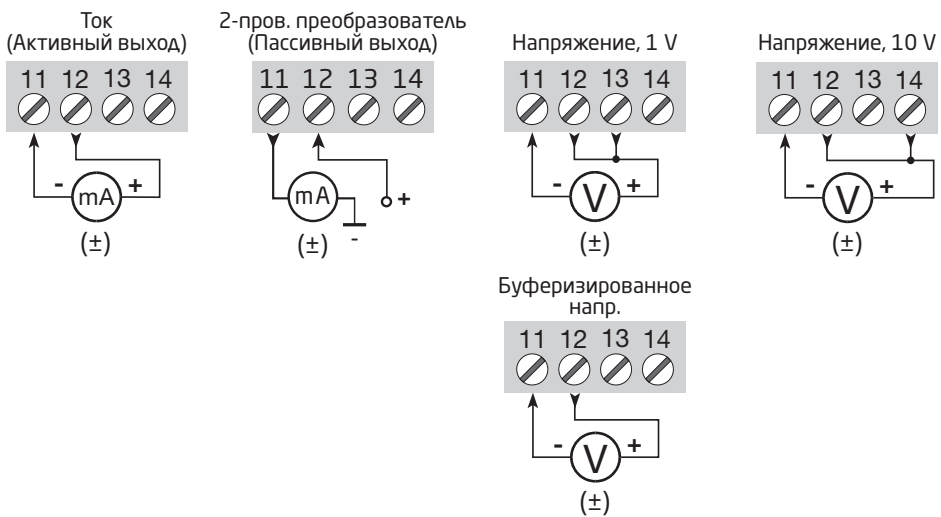 Ток
(Активный выход)
11 12 13 14
- mA +
(±)
2-пров. преобразователь
(Пассивный выход)
11 12 13 14
mA +
(±) -
Напряжение, 1 V
11 12 13 14
- V +
(±)
Напряжение, 10 V
11 12 13 14
- V +
(±)
Буферизированное
напр.
11 12 13 14
- V +
(±)